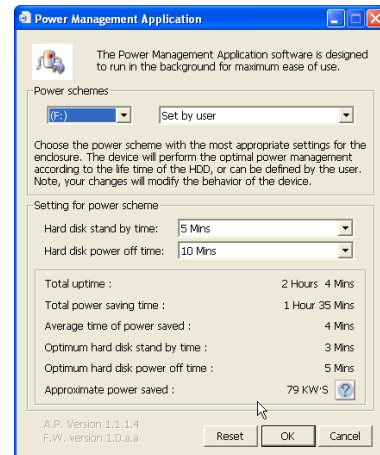 Power Management Application
The Power Management Application software is designed
to run in the background for maximum ease of use.
Power schemes
(F:) Set by user
Choose the power scheme with the most appropriate settings for the
enclosure. The device will perform the optimal power management
according to the life time of the HDD, or can be defined by the user.
Note, your changes will modify the behavior of the device.
Setting for power scheme
Hard disk stand by time: 5 Mins
Hard disk power off time: 10 Mins
Total uptime : 2 Hours 4 Mins
Total power saving time : 1 Hour 35 Mins
Average time of power saved : 4 Mins
Optimum hard disk stand by time : 3 Mins
Optimum hard disk power off time : 5 Mins
Approximate power saved : 79 KW·S ?
A.P. Version 1.1.1.4
F.W. version 1.0.a.a
Reset OK Cancel